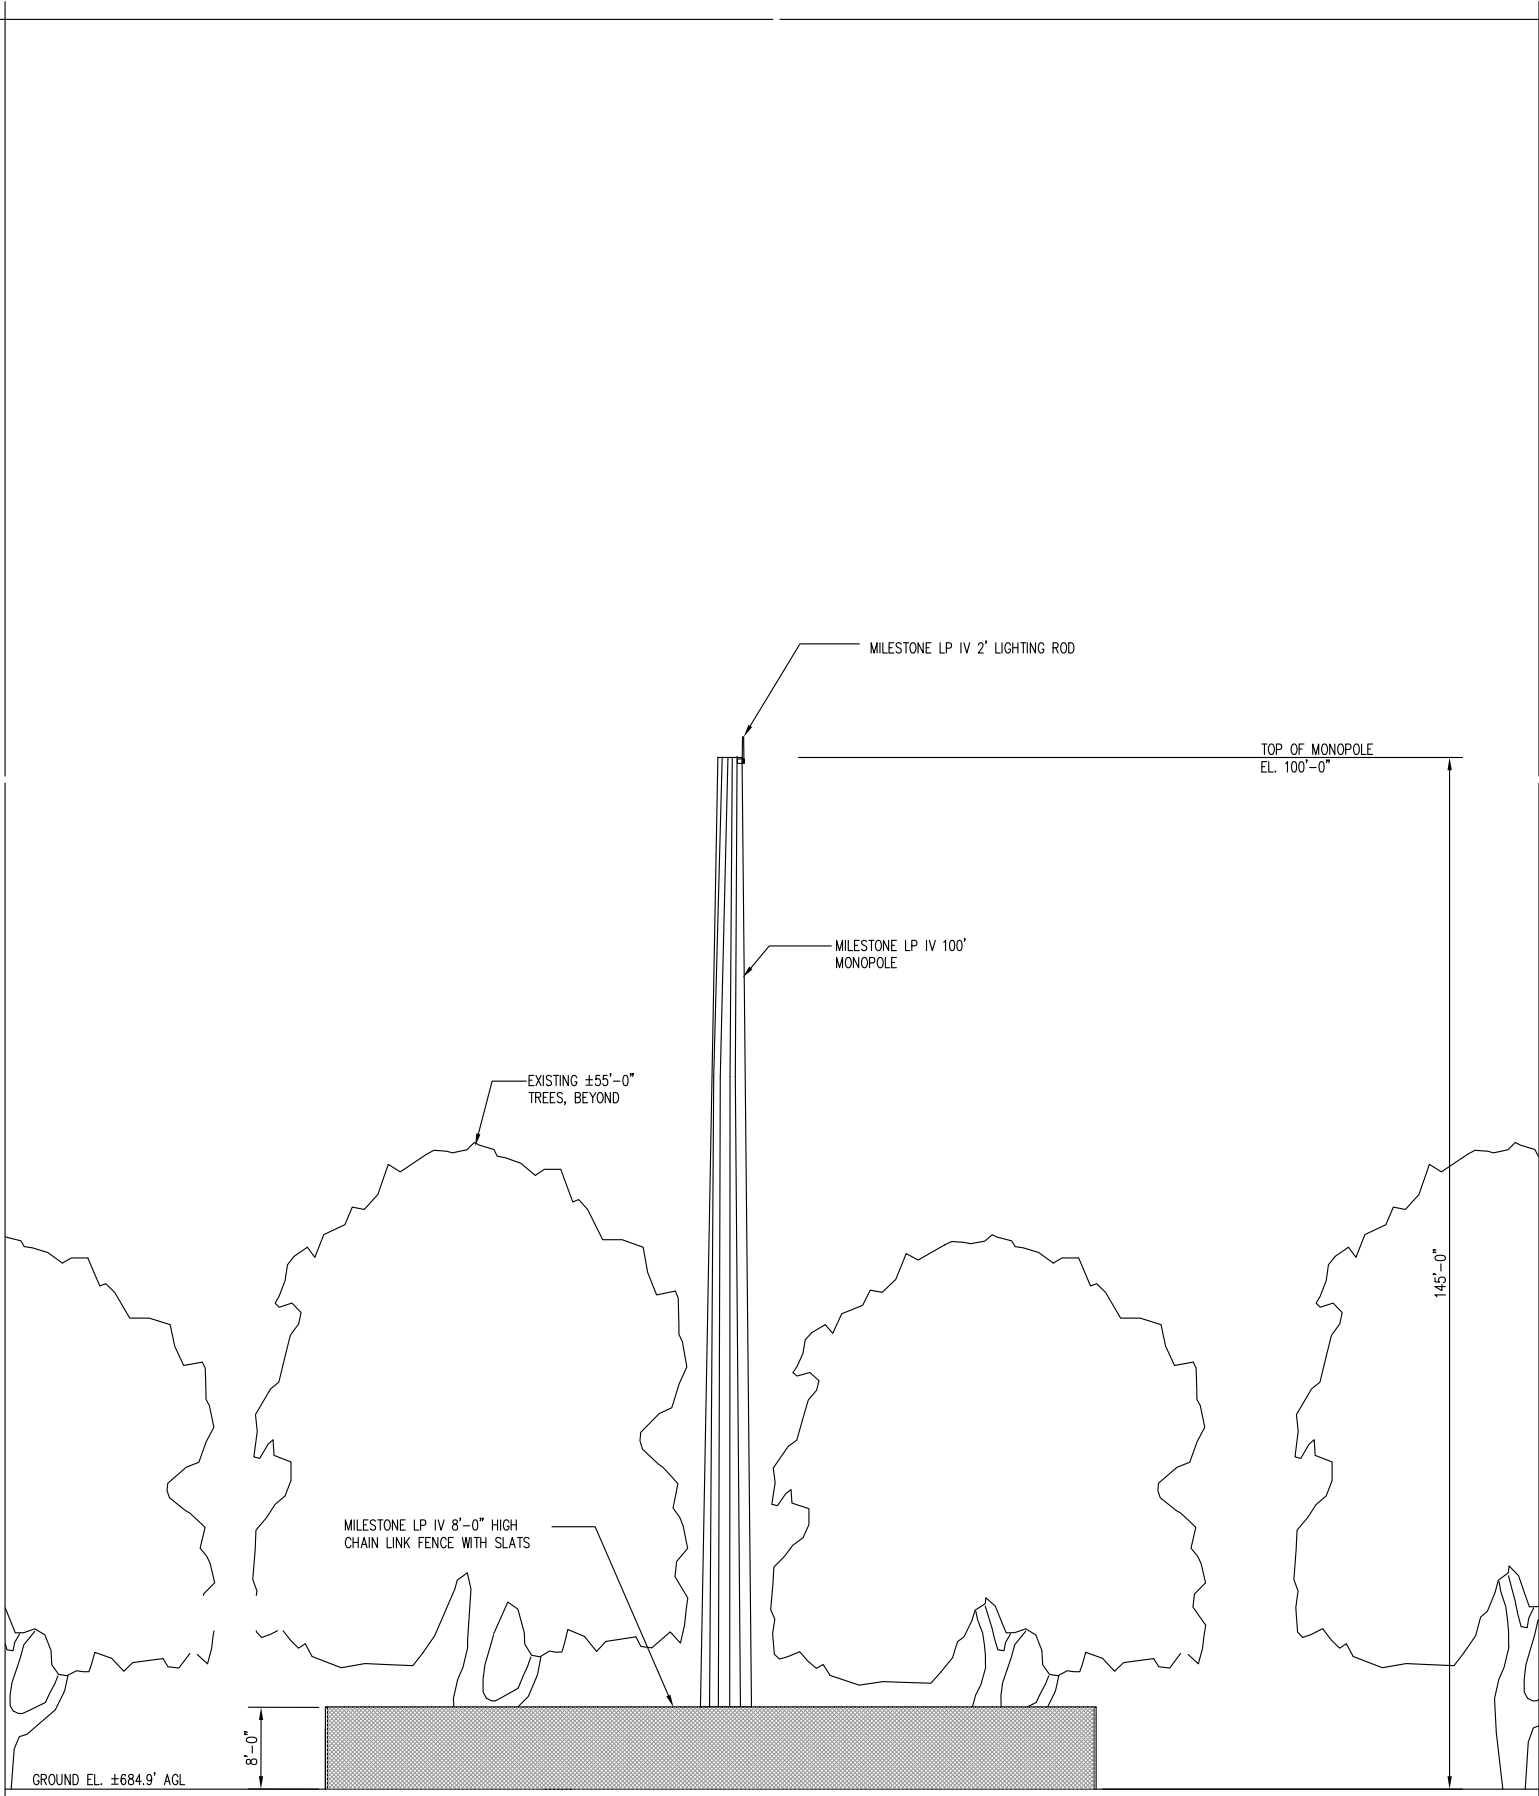 MILESTONE LP IV 2' LIGHTING ROD
TOP OF MONOPOLE
EL. 100'-0"
MILESTONE LP IV 100'
MONOPOLE
EXISTING ±55'-0"
TREES, BEYOND
145'-0"
MILESTONE LP IV 8'-0" HIGH
CHAIN LINK FENCE WITH SLATS
8'-0"
GROUND EL. ±684.9' AGL